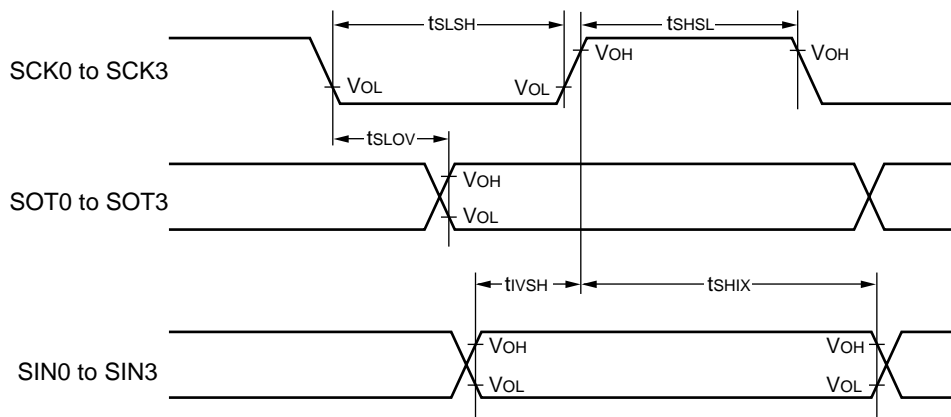 tSLSH
tSHSL
SCK0 to SCK3
VOH
VOH
VOL
VOL
tSLOV
SOT0 to SOT3
VOH
VOL
tIVSH
tSHIX
SIN0 to SIN3
VOH
VOH
VOL
VOL